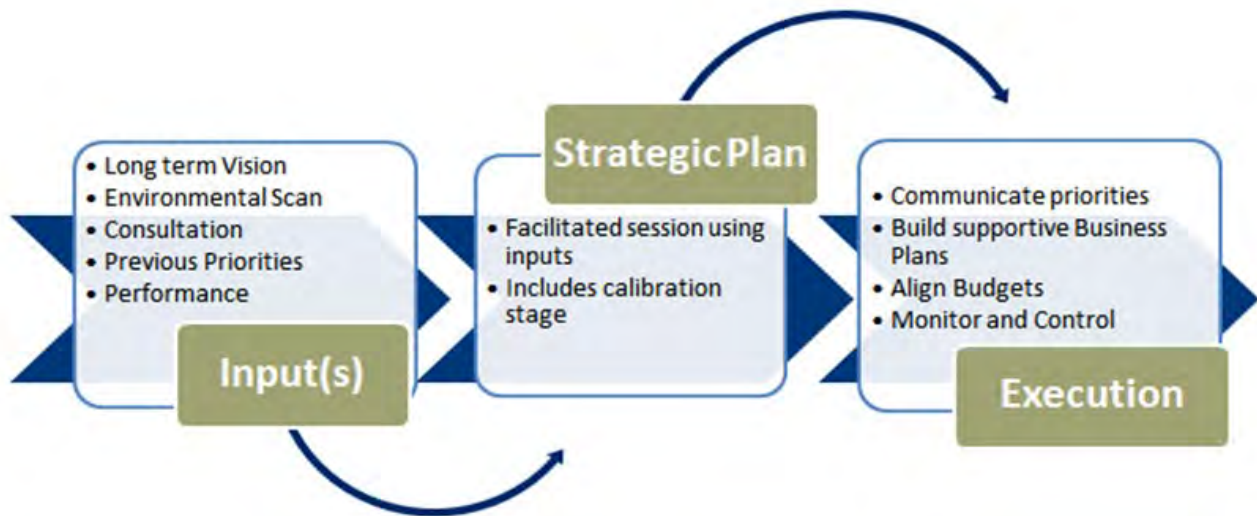 • Long term Vision
• Environmental Scan
• Consultation
• Previous Priorities
• Performance
Input(s)
Strategic Plan
• Facilitated session using
inputs
• Includes calibration
stage
• Communicate priorities
• Build supportive Business
Plans
• Align Budgets
• Monitor and Control
Execution